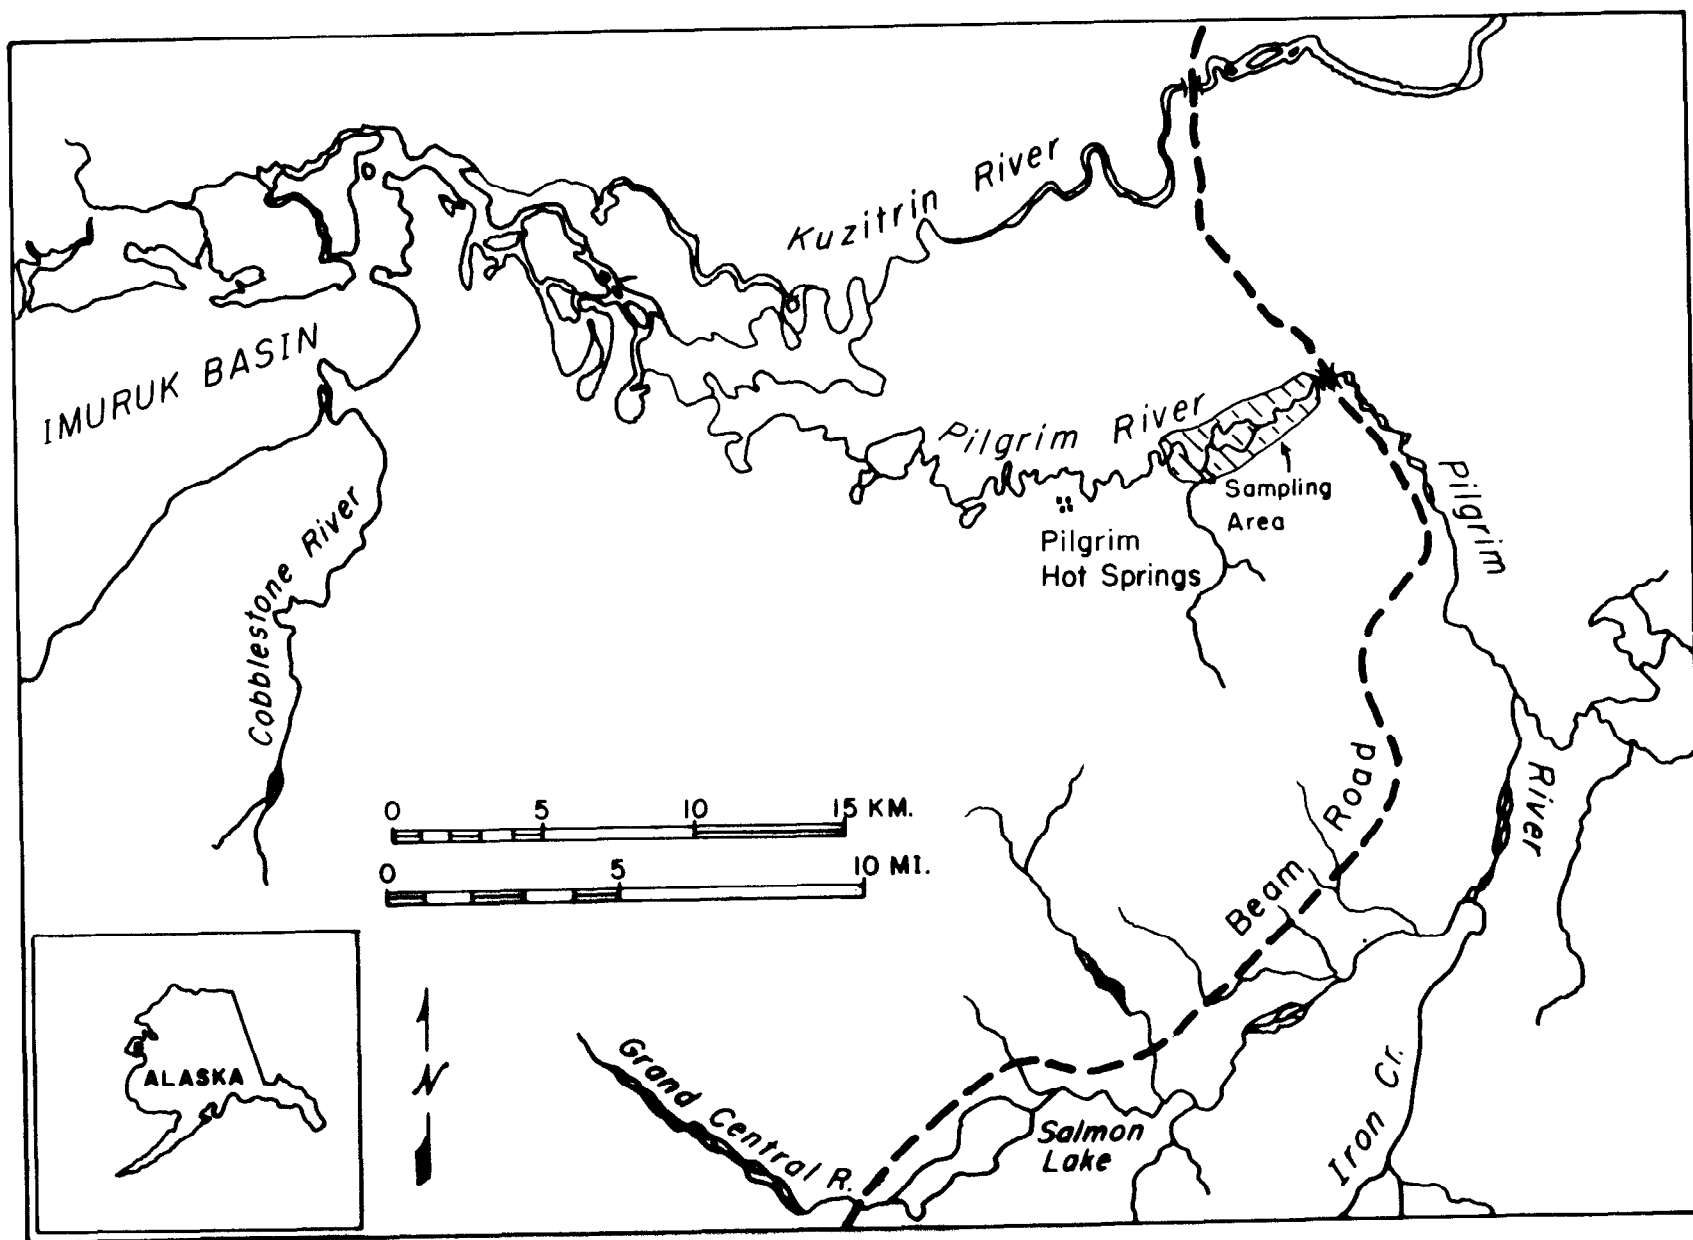 Kuzitrin River
IMURUK BASIN
Pilgrim River
Sampling
Area
Pilgrim
Hot Springs
Pilgrim River
Cobblestone River
0 5 10 15 KM.
0 5 10 MI.
Beam Road
ALASKA
N
Grand Central R.
Salmon
Lake
Iron Cr.